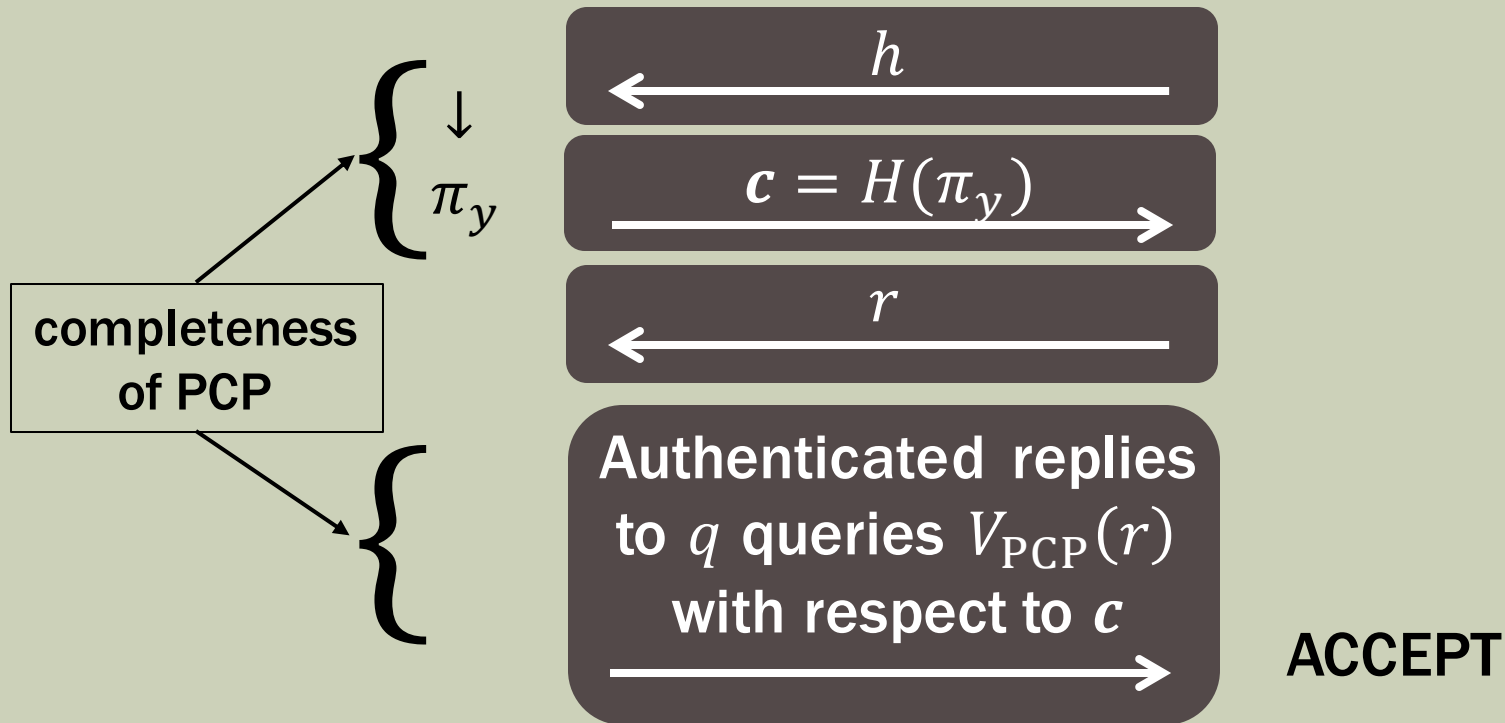 h
↓
π_y
𝒄 = H(π_y)
r
completeness
of PCP
Authenticated replies
to q queries V_PCP(r)
with respect to 𝒄
ACCEPT